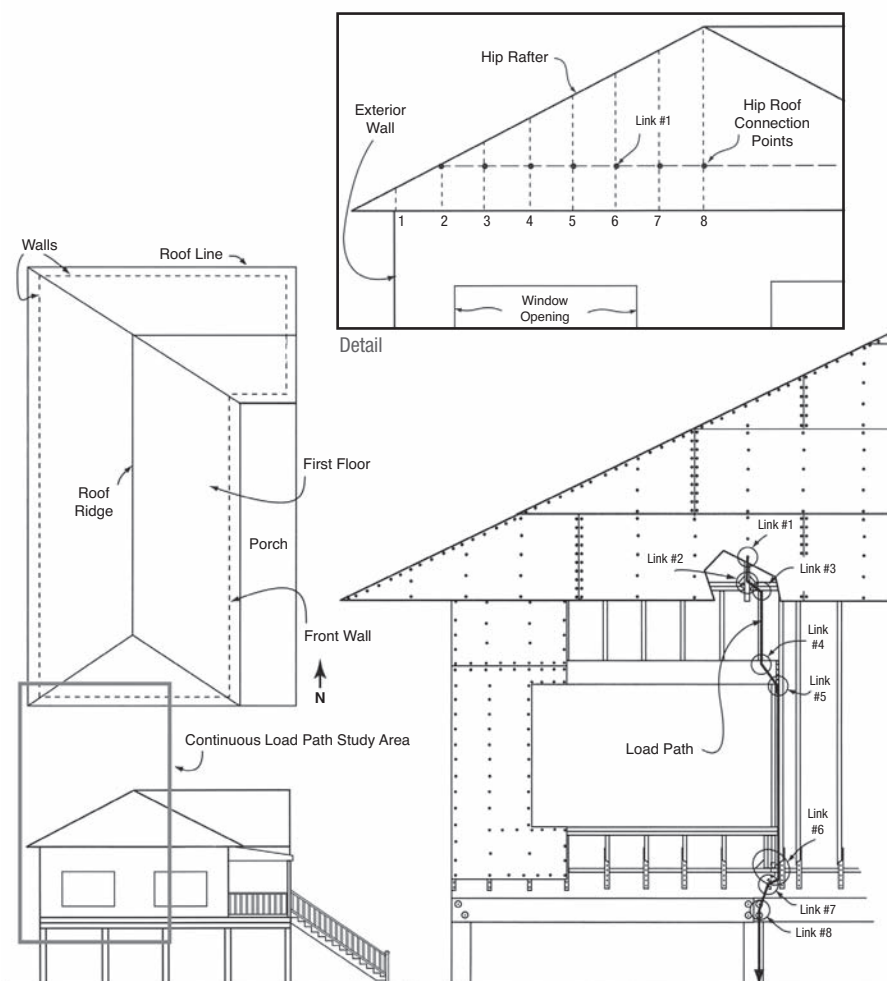 Hip Rafter
Exterior
Wall
Link #1
Hip Roof
Connection
Points
1 2 3 4 5 6 7 8
Window
Opening
Detail
Walls
Roof Line
Roof
Ridge
First Floor
Porch
Front Wall
N
Continuous Load Path Study Area
Link #1
Link #2
Link #3
Link
#4
Link
#5
Load Path
Link
#6
Link #7
Link #8